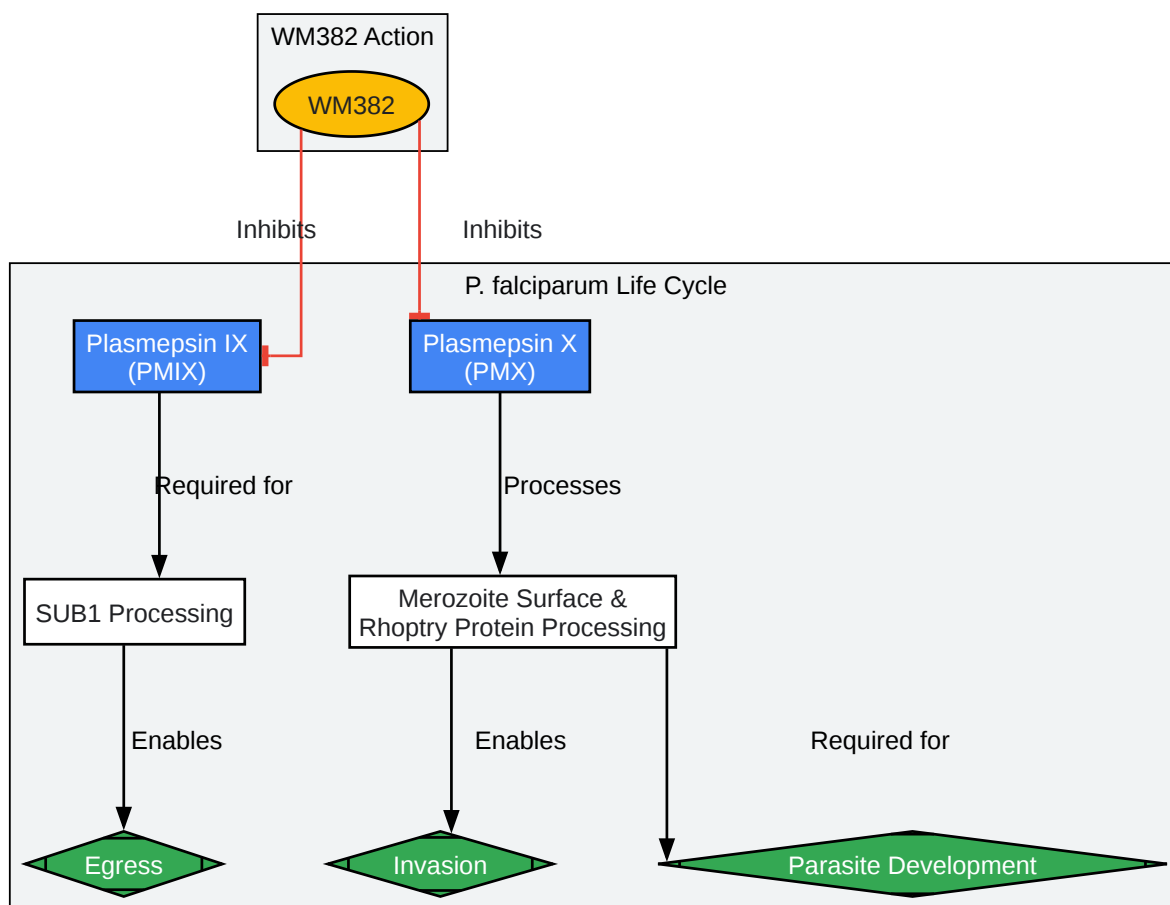 WM382 Action
WM382
Inhibits
Inhibits
P. falciparum Life Cycle
Plasmepsin IX
(PMIX)
Plasmepsin X
(PMX)
Required for
Processes
SUB1 Processing
Merozoite Surface &
Rhoptry Protein Processing
Enables
Enables
Required for
Egress
Invasion
Parasite Development